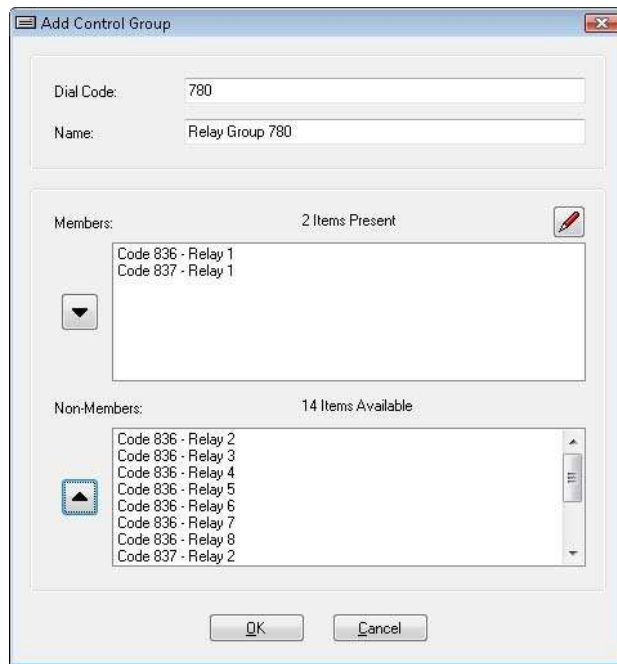 Add Control Group
Dial Code: 780
Name: Relay Group 780
Members: 2 Items Present
Code 836 - Relay 1
Code 837 - Relay 1
Non-Members: 14 Items Available
Code 836 - Relay 2
Code 836 - Relay 3
Code 836 - Relay 4
Code 836 - Relay 5
Code 836 - Relay 6
Code 836 - Relay 7
Code 836 - Relay 8
Code 837 - Relay 2
OK Cancel